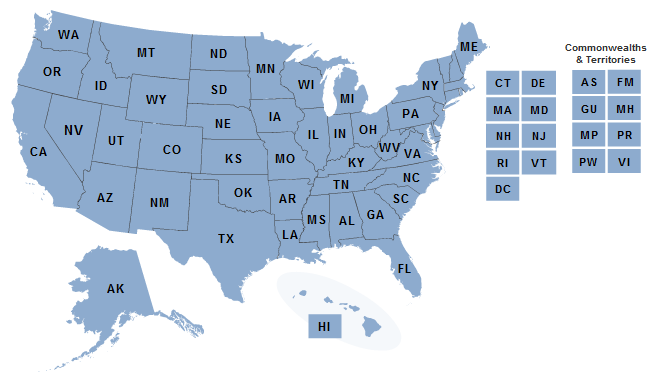 WA
MT
ND
MN
ME
OR
ID
WY
SD
WI
MI
NY
NV
UT
CO
NE
IA
IL
IN
OH
PA
CA
KS
MO
KY
WV
VA
AZ
NM
OK
AR
TN
NC
SC
TX
LA
MS
AL
GA
FL
AK
HI
CT DE
MA MD
NH NJ
RI VT
DC
Commonwealths
& Territories
AS FM
GU MH
MP PR
PW VI